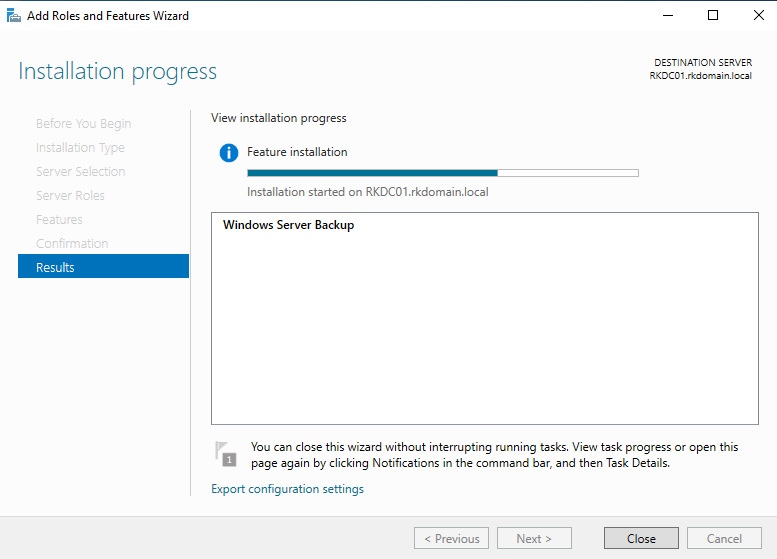 Add Roles and Features Wizard
Installation progress
DESTINATION SERVER
RKDC01.rkdomain.local
Before You Begin
Installation Type
Server Selection
Server Roles
Features
Confirmation
Results
View installation progress
Feature installation
Installation started on RKDC01.rkdomain.local
Windows Server Backup
1
You can close this wizard without interrupting running tasks. View task progress or open this
page again by clicking Notifications in the command bar, and then Task Details.
Export configuration settings
< Previous
Next >
Close
Cancel